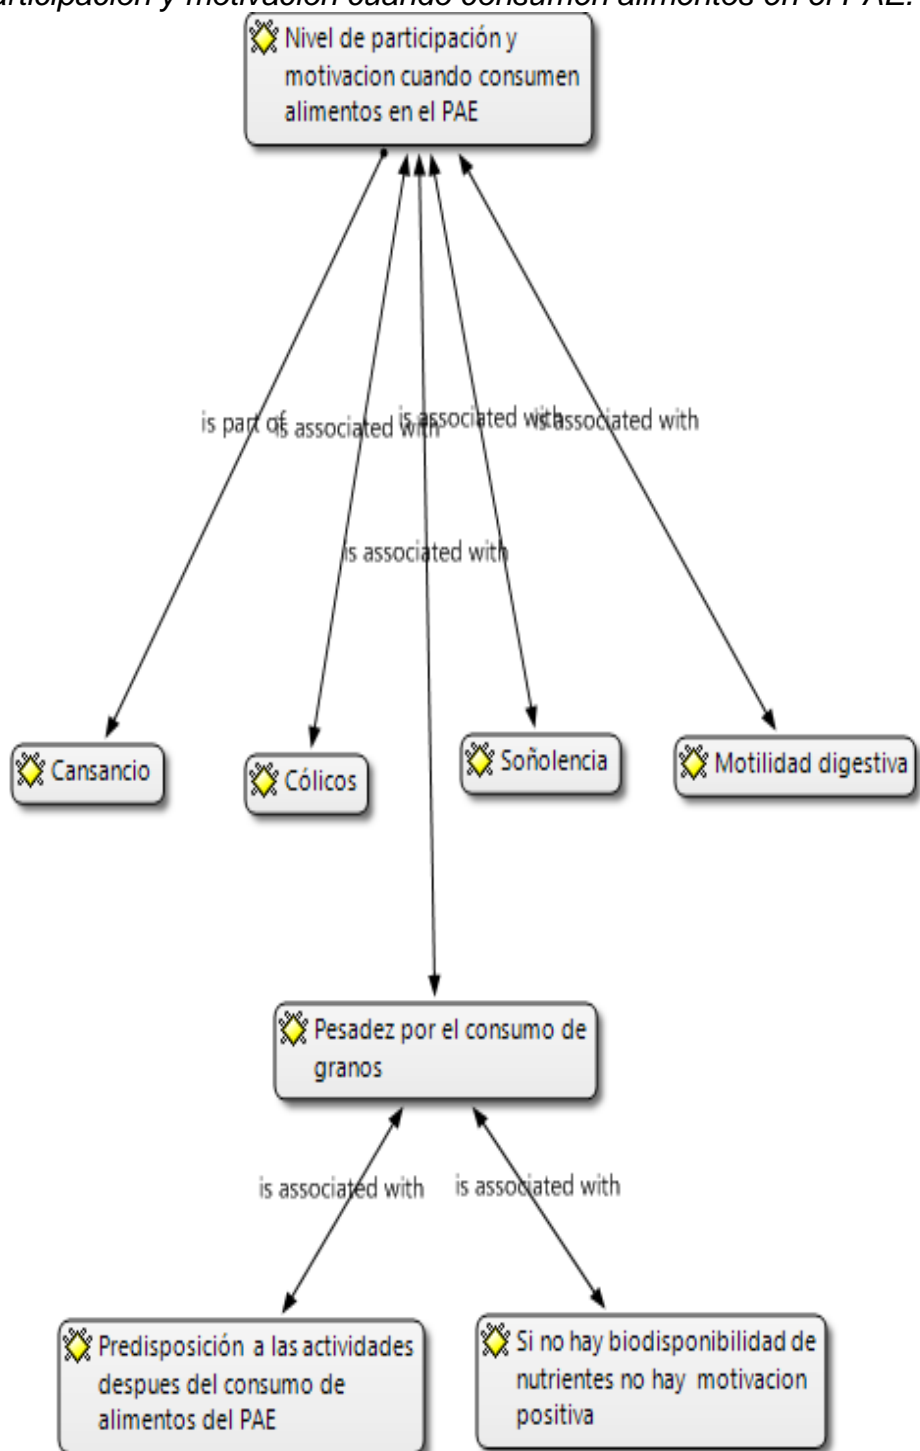 participación y motivación cuando consumen alimentos en el PAE.
Nivel de participación y
motivacion cuando consumen
alimentos en el PAE
is part of
is associated with
is associated with
is associated with
is associated with
Cansancio
Cólicos
Soñolencia
Motilidad digestiva
Pesadez por el consumo de
granos
is associated with
is associated with
Predisposición a las actividades
despues del consumo de
alimentos del PAE
Si no hay biodisponibilidad de
nutrientes no hay motivacion
positiva